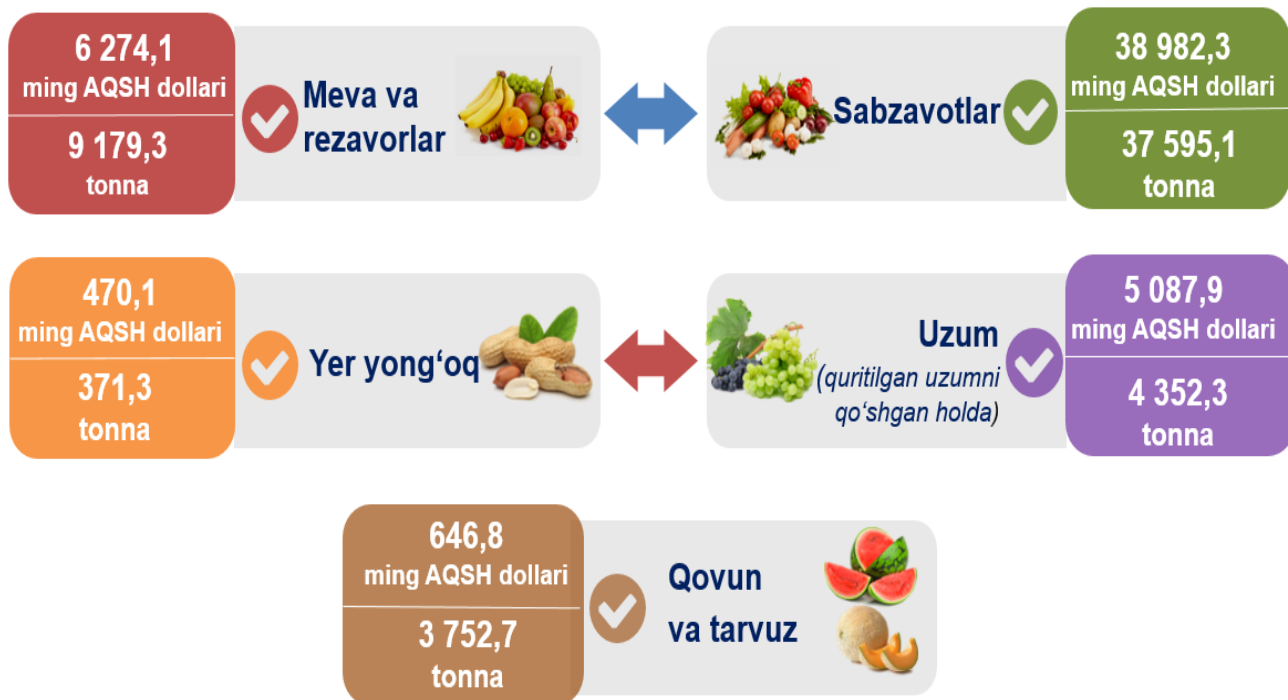 6 274,1
ming AQSH dollari
9 179,3
tonna
Meva va
rezavorlar
Sabzavotlar
38 982,3
ming AQSH dollari
37 595,1
tonna
470,1
ming AQSH dollari
371,3
tonna
Yer yong‘oq
Uzum
(quritilgan uzumni
qo‘shgan holda)
5 087,9
ming AQSH dollari
4 352,3
tonna
646,8
ming AQSH dollari
3 752,7
tonna
Qovun
va tarvuz